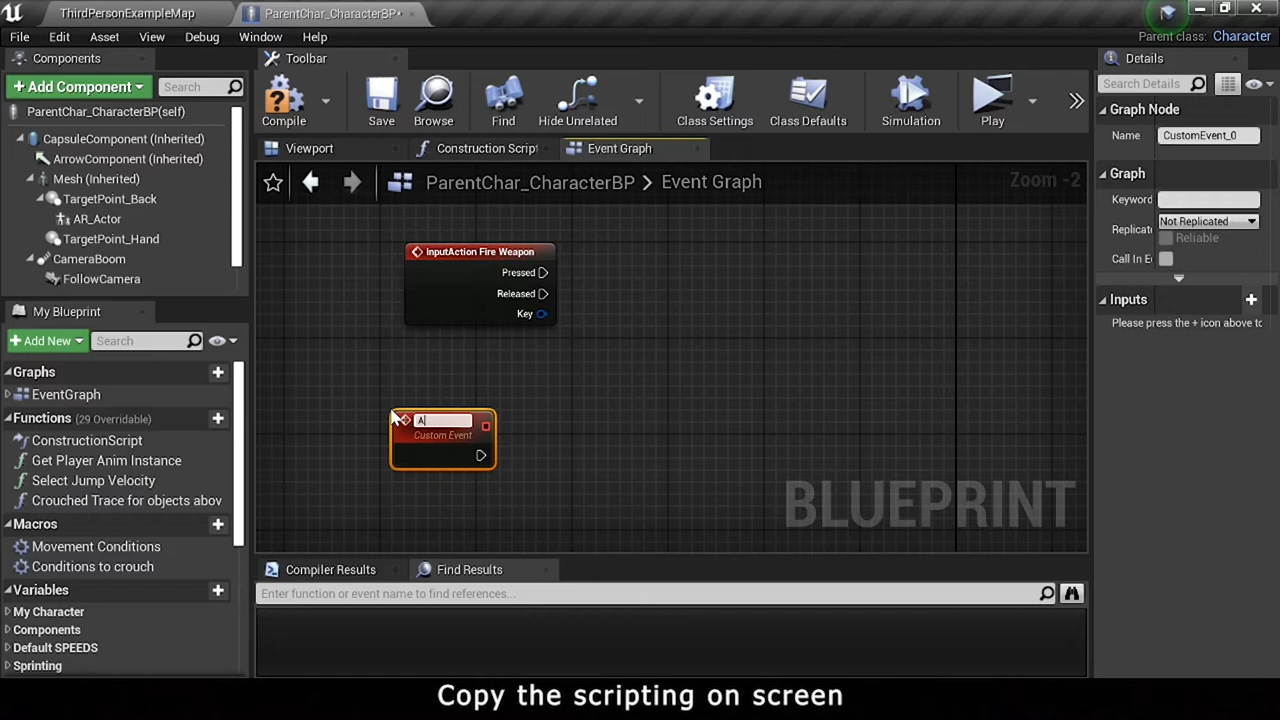 ThirdPersonExampleMap
ParentChar_CharacterBP*
File Edit Asset View Debug Window Help
Parent class: Character
Components
Toolbar
Details
+ Add Component
Search
Search Details
ParentChar_CharacterBP(self)
CapsuleComponent (Inherited)
ArrowComponent (Inherited)
Mesh (Inherited)
TargetPoint_Back
AR_Actor
TargetPoint_Hand
CameraBoom
FollowCamera
Compile
Save
Browse
Find
Hide Unrelated
Class Settings
Class Defaults
Simulation
Play
Viewport
Construction Scrip
Event Graph
ParentChar_CharacterBP > Event Graph
Zoom -2
Graph Node
Name CustomEvent_0
Graph
Keyword
Replicate Not Replicated
Reliable
Call In E
Inputs
Please press the + icon above to
InputAction Fire Weapon
Pressed
Released
Key
A
Custom Event
BLUEPRINT
My Blueprint
+ Add New
Search
Graphs
EventGraph
Functions (29 Overridable)
ConstructionScript
Get Player Anim Instance
Select Jump Velocity
Crouched Trace for objects abov
Macros
Movement Conditions
Conditions to crouch
Variables
My Character
Components
Default SPEEDS
Sprinting
Compiler Results
Find Results
Enter function or event name to find references...
Copy the scripting on screen